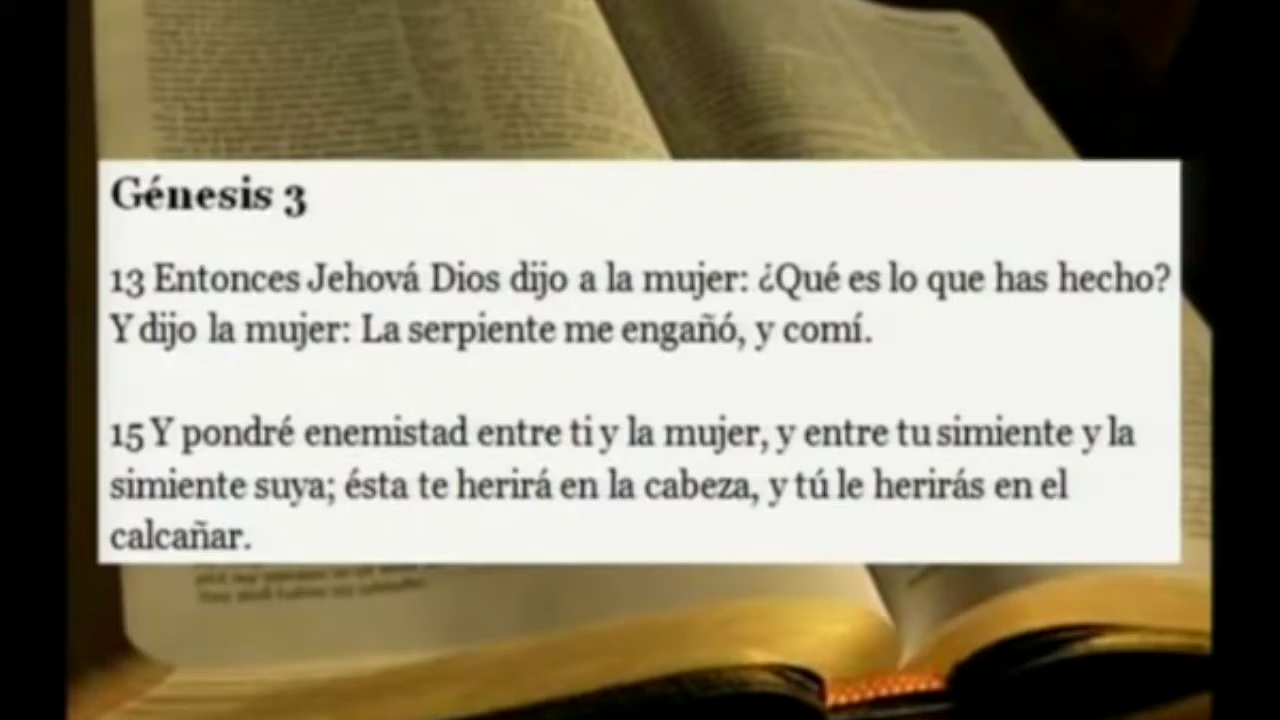 Génesis 3
13 Entonces Jehová Dios dijo a la mujer: ¿Qué es lo que has hecho?
Y dijo la mujer: La serpiente me engañó, y comí.
15 Y pondré enemistad entre ti y la mujer, y entre tu simiente y la
simiente suya; ésta te herirá en la cabeza, y tú le herirás en el
calcañar.